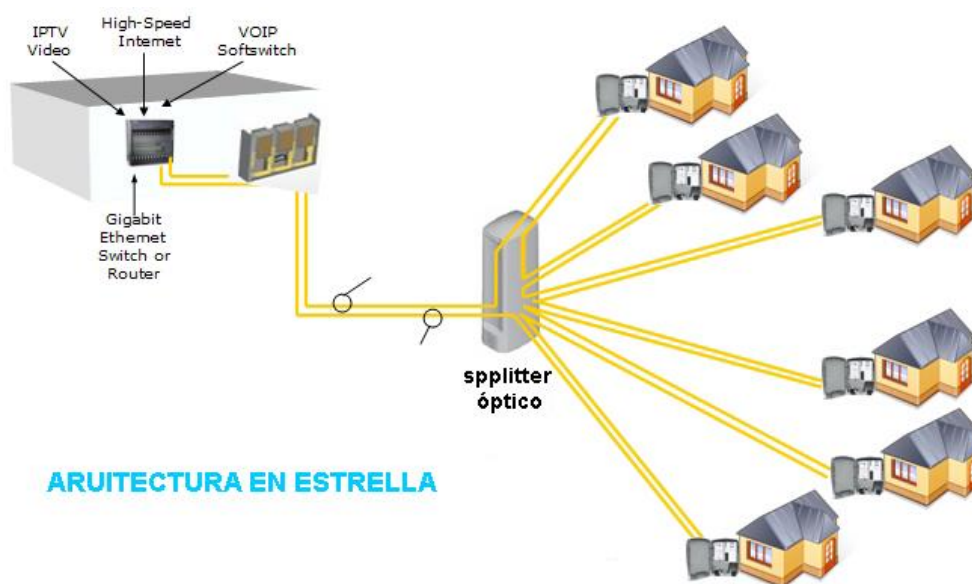 IPTV
Video
High-Speed
Internet
VOIP
Softswitch
Gigabit
Ethernet
Switch or
Router
spplitter
óptico
ARUITECTURA EN ESTRELLA